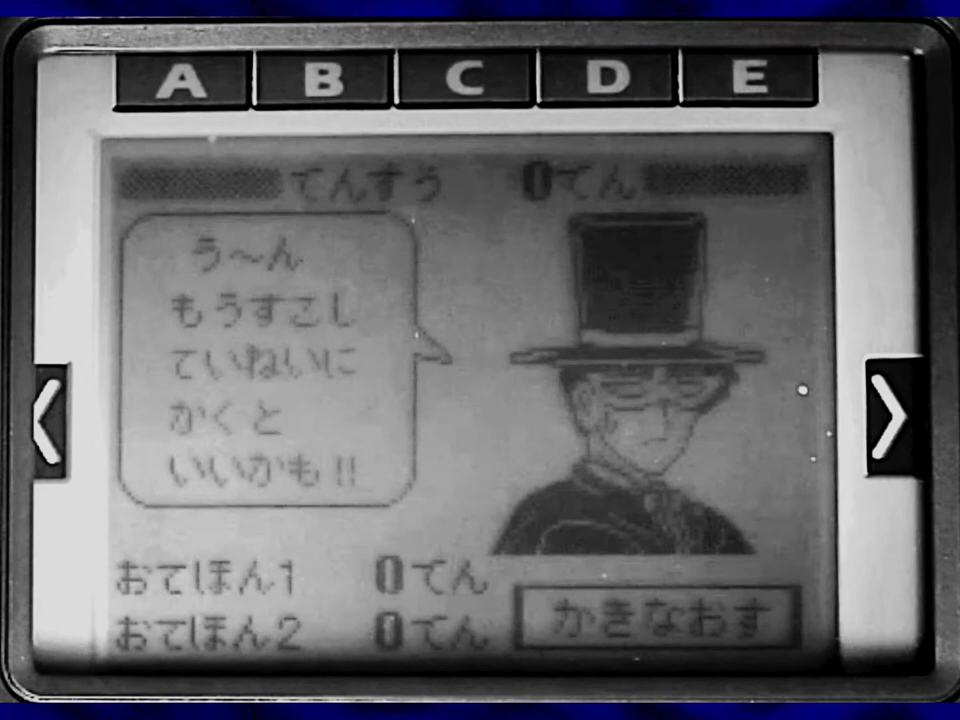 A B C D E
てんすう 0てん
う〜ん
もうすこし
ていねいに
かくと
いいかも!!
おてほん1 0てん
おてほん2 0てん
かきなおす